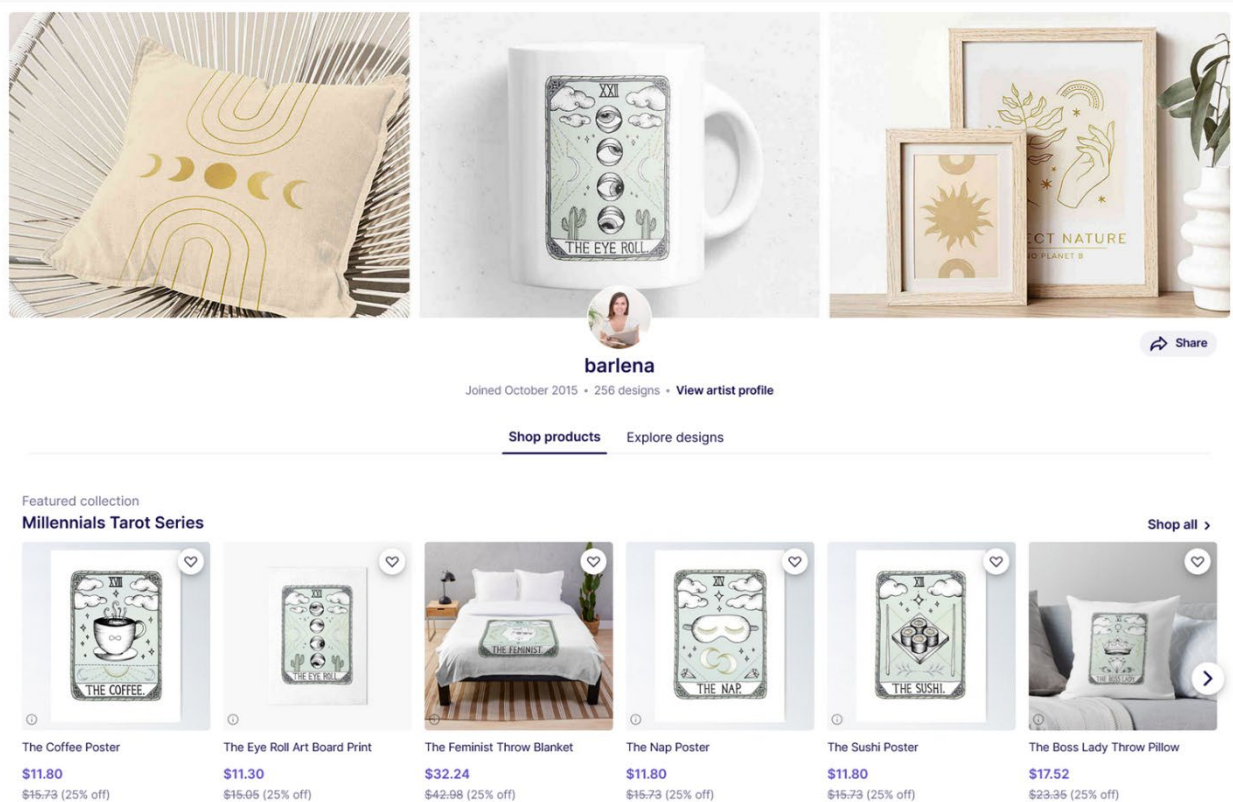 XXII
THE EYE ROLL.
ECT NATURE
NO PLANET B
Share
barlena
Joined October 2015 • 256 designs • View artist profile
Shop products
Explore designs
Featured collection
Millennials Tarot Series
Shop all
THE COFFEE.
THE EYE ROLL.
THE FEMINIST.
XIV
THE NAP.
XII
THE SUSHI.
THE BOSS LADY.
The Coffee Poster
The Eye Roll Art Board Print
The Feminist Throw Blanket
The Nap Poster
The Sushi Poster
The Boss Lady Throw Pillow
$11.80
$11.30
$32.24
$11.80
$11.80
$17.52
$15.73 (25% off)
$15.05 (25% off)
$42.98 (25% off)
$15.73 (25% off)
$15.73 (25% off)
$23.35 (25% off)